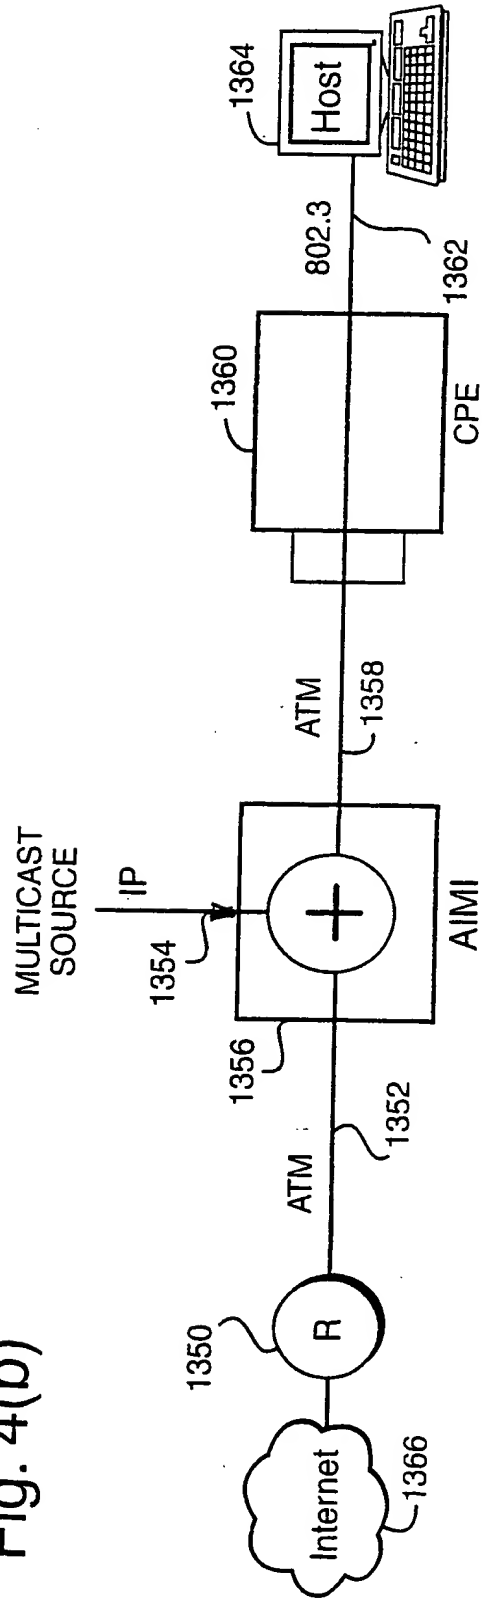 Fig. 4(b)
MULTICAST
SOURCE
IP
1354
1356
AIMI
Internet
1366
1350
R
ATM
1352
ATM
1358
1360
CPE
802.3
1362
1364
Host